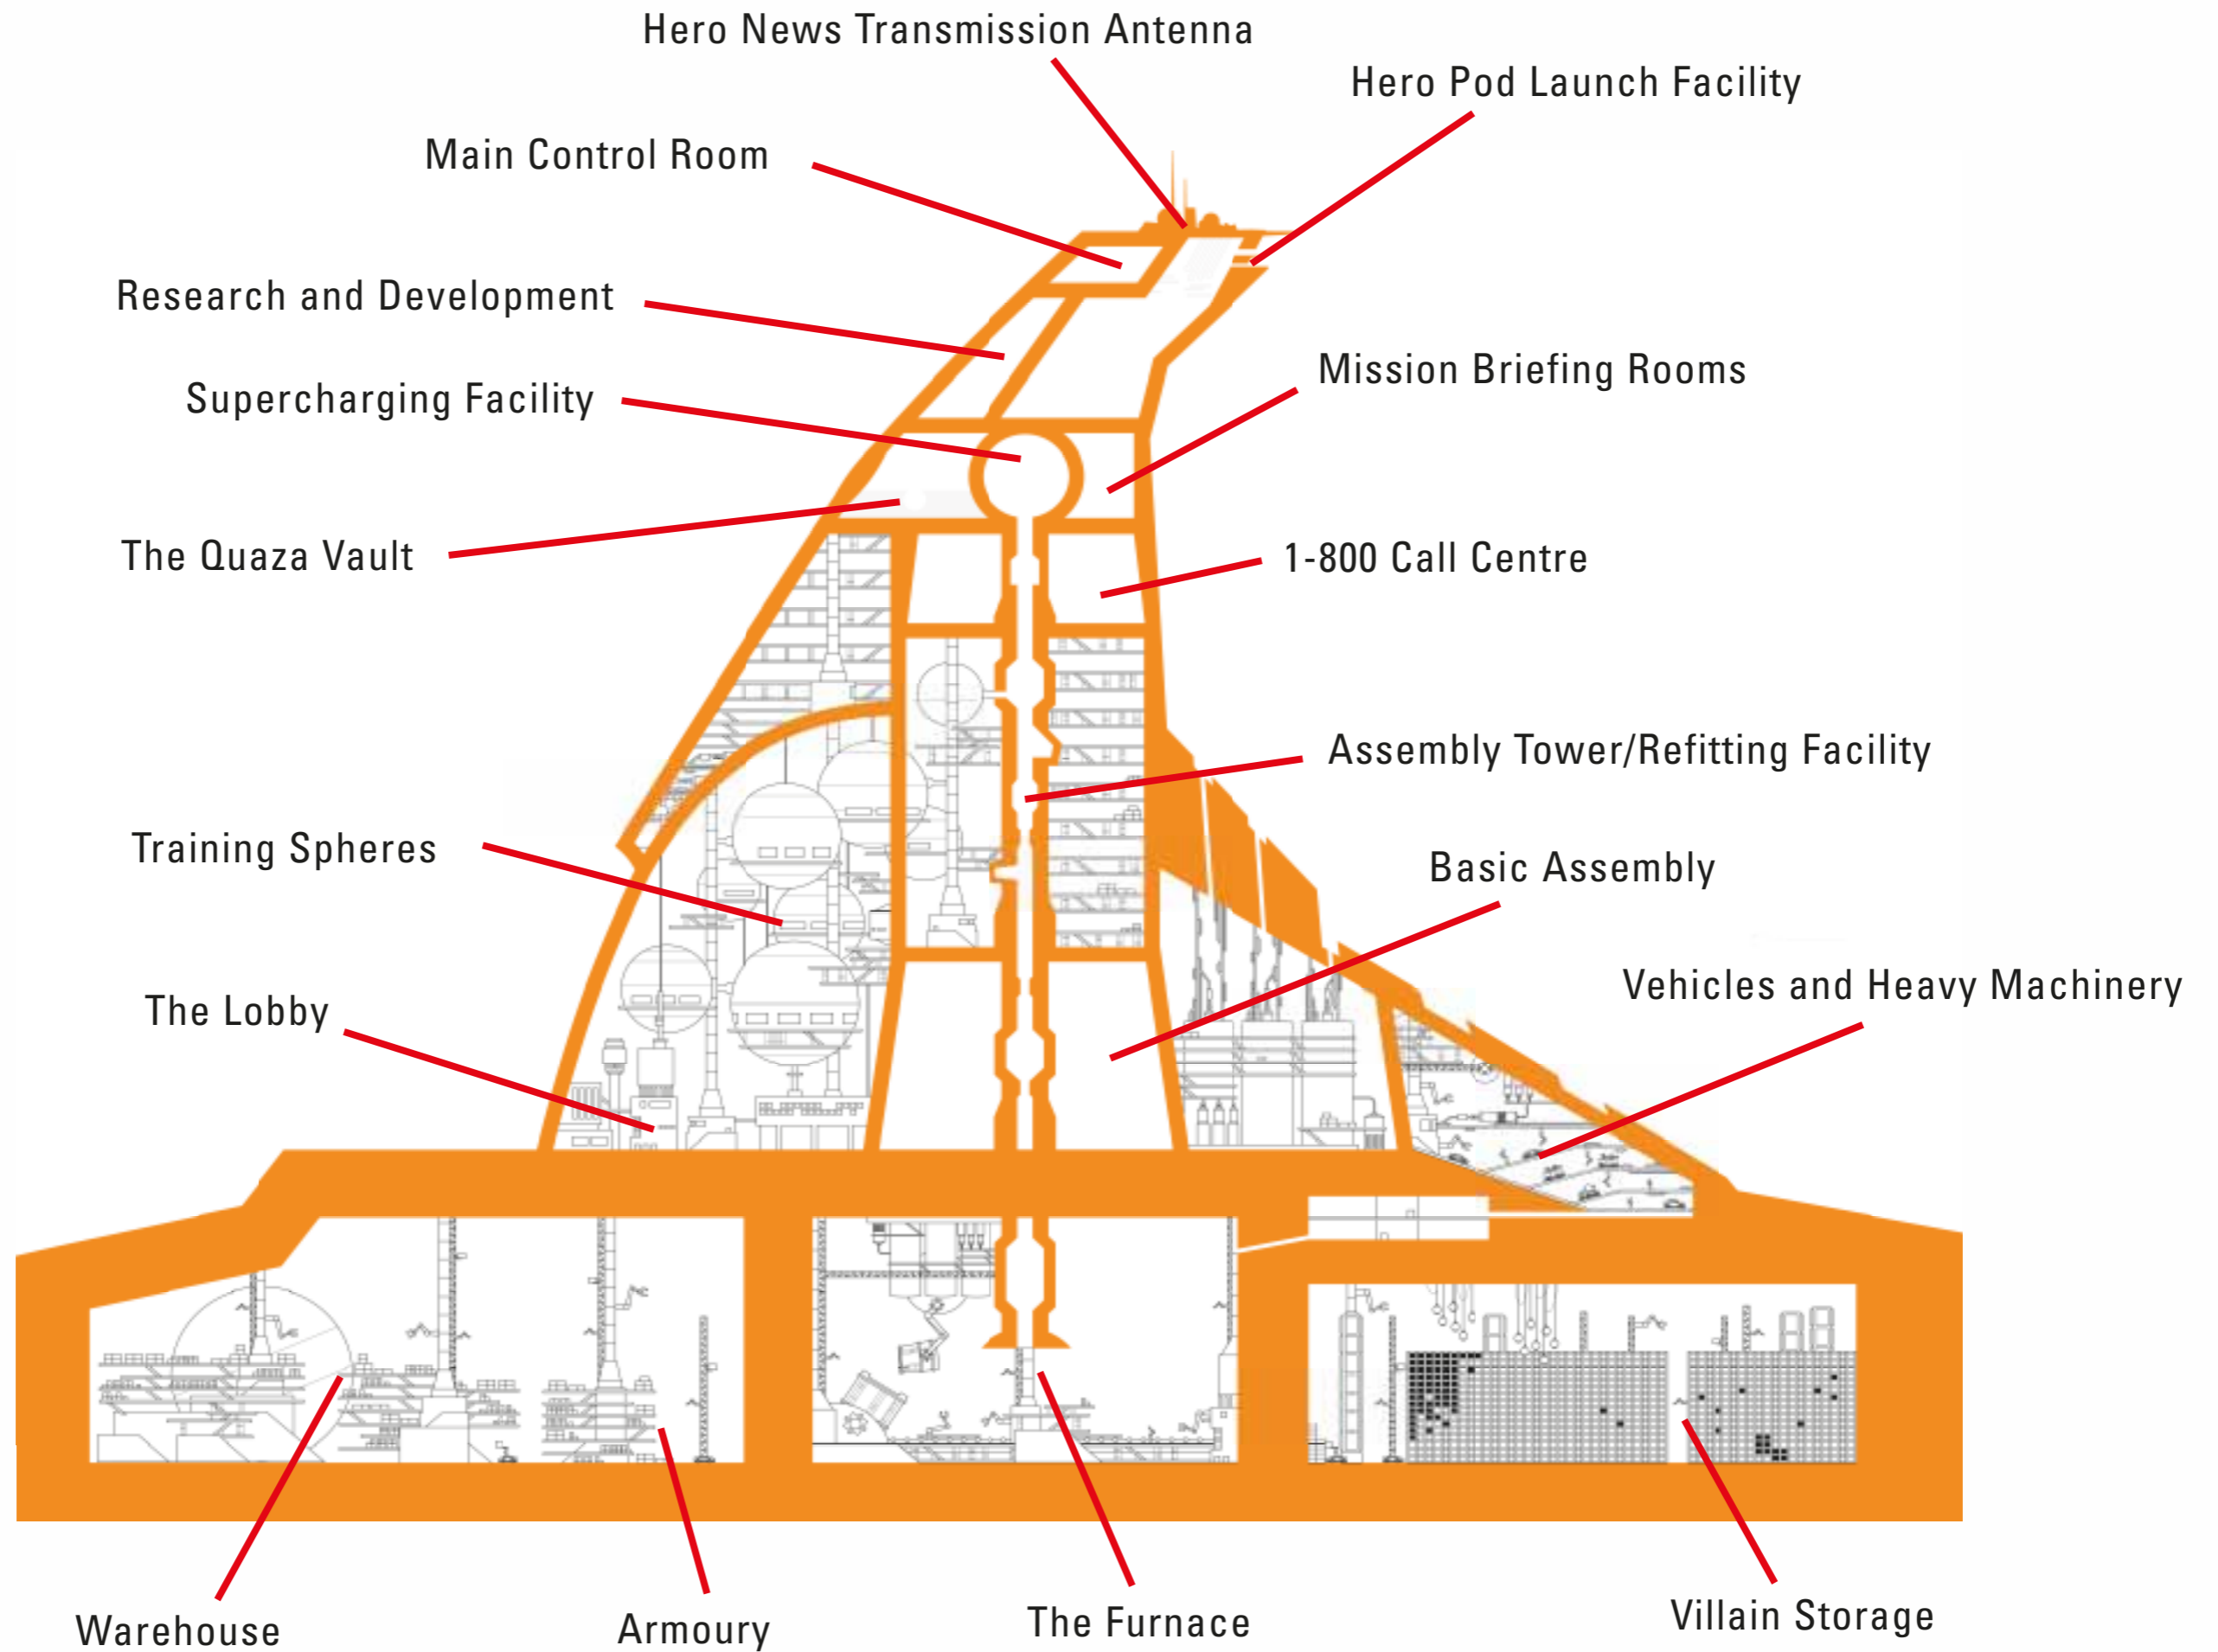 Hero News Transmission Antenna
Hero Pod Launch Facility
Main Control Room
Research and Development
Mission Briefing Rooms
Supercharging Facility
The Quaza Vault
1-800 Call Centre
Assembly Tower/Refitting Facility
Training Spheres
Basic Assembly
Vehicles and Heavy Machinery
The Lobby
Warehouse
Armoury
The Furnace
Villain Storage